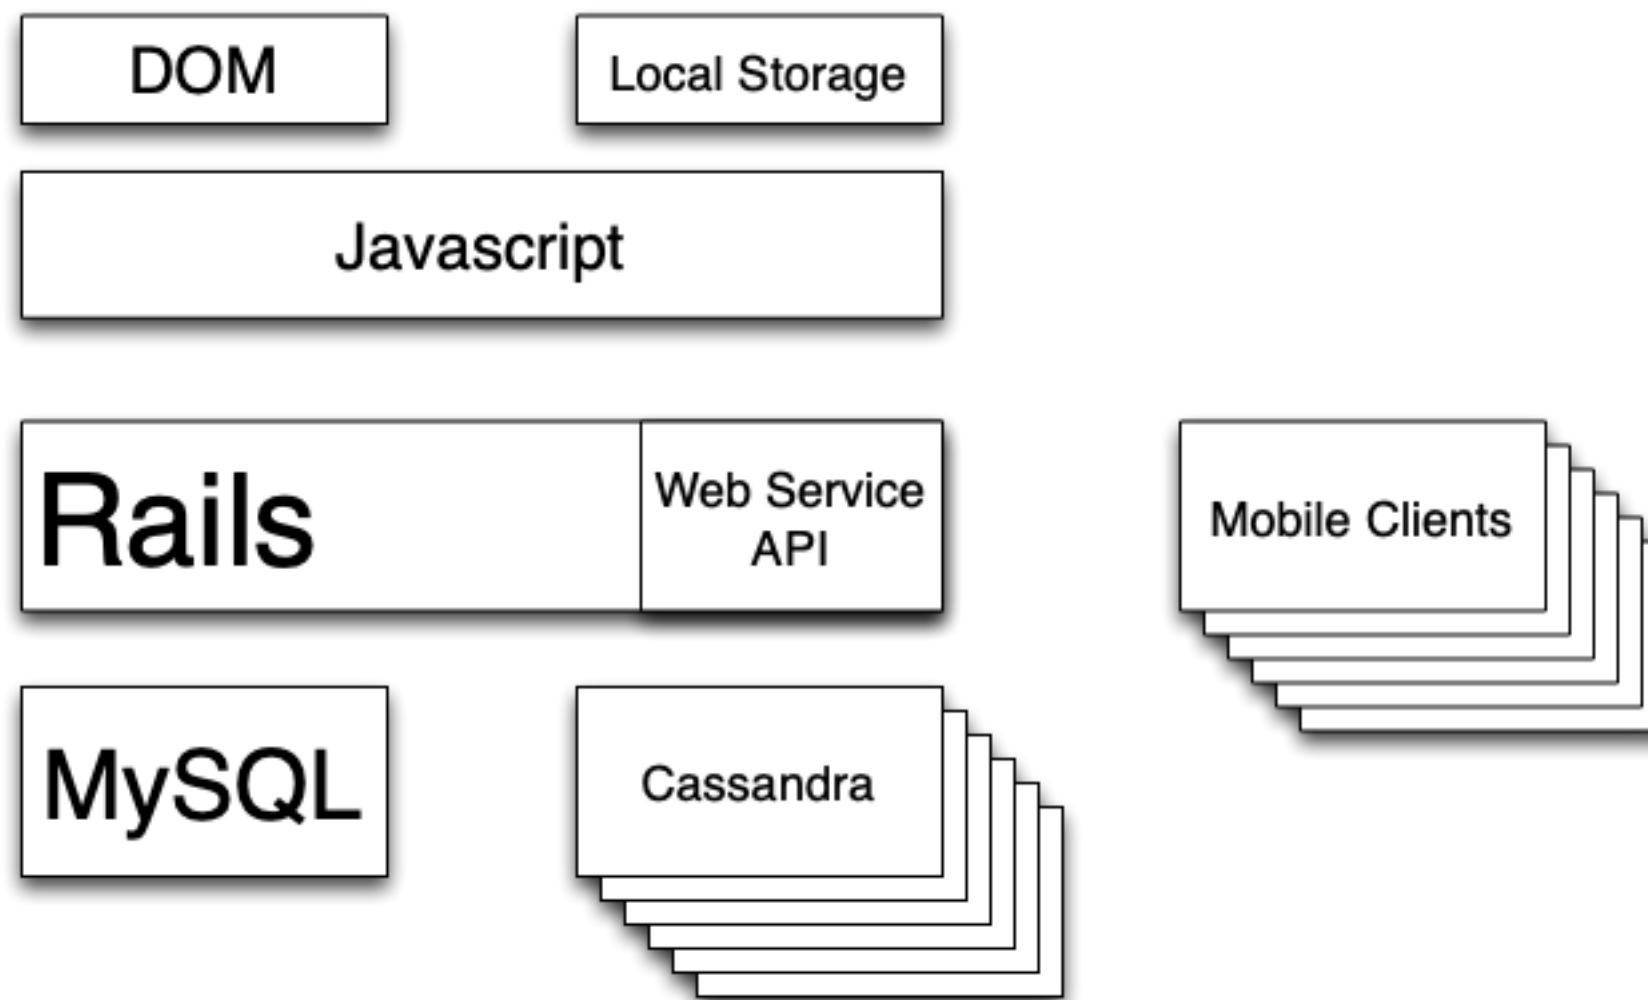 DOM
Local Storage
Javascript
Rails
Web Service
API
Mobile Clients
MySQL
Cassandra